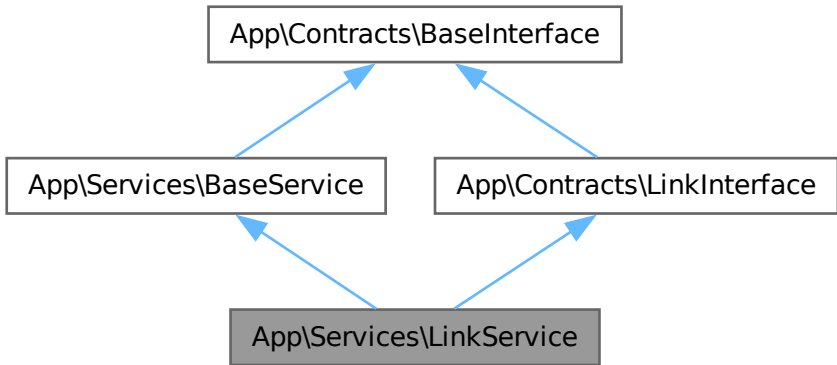 App\Contracts\BaseInterface
App\Services\BaseService
App\Contracts\LinkInterface
App\Services\LinkService